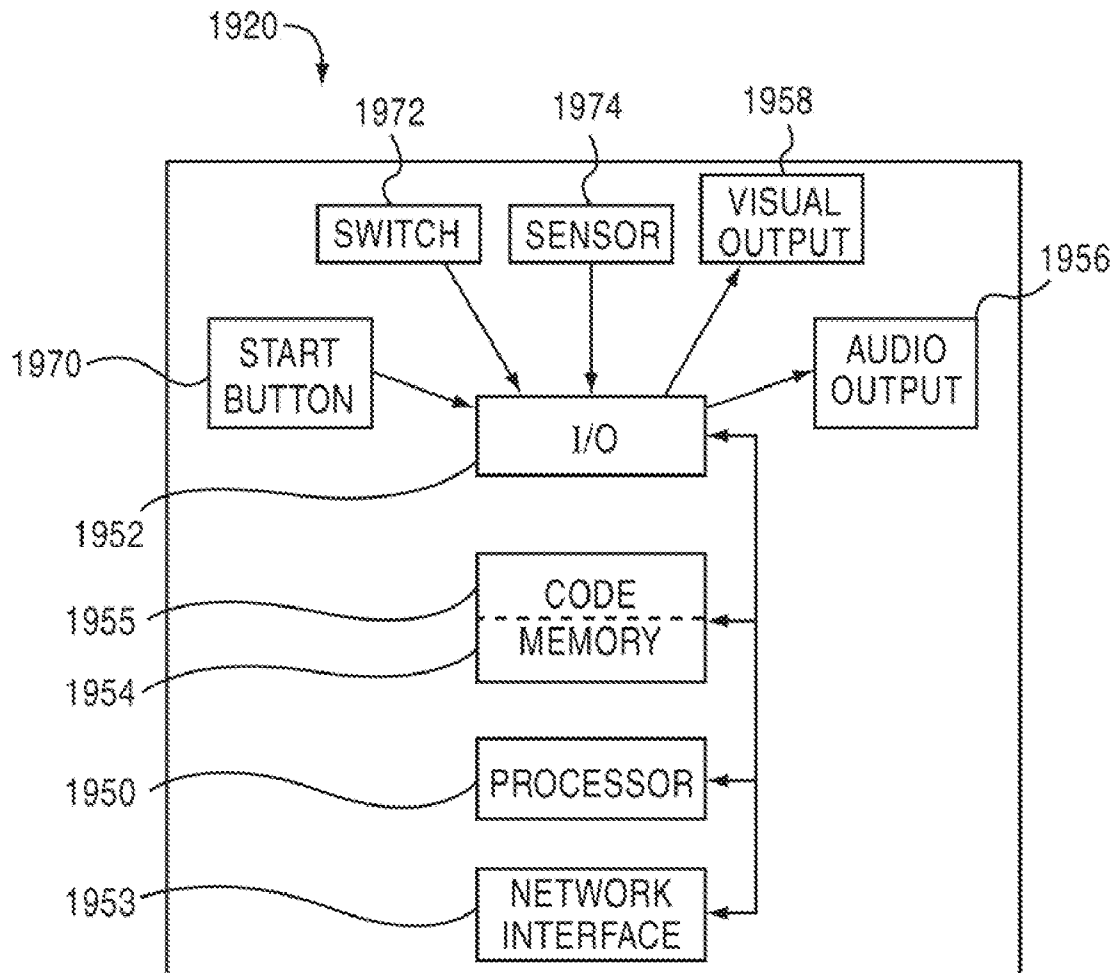 1920
1972
1974
1958
SWITCH
SENSOR
VISUAL
OUTPUT
1956
1970
START
BUTTON
AUDIO
OUTPUT
I/O
1952
1955
CODE
MEMORY
1954
1950
PROCESSOR
1953
NETWORK
INTERFACE